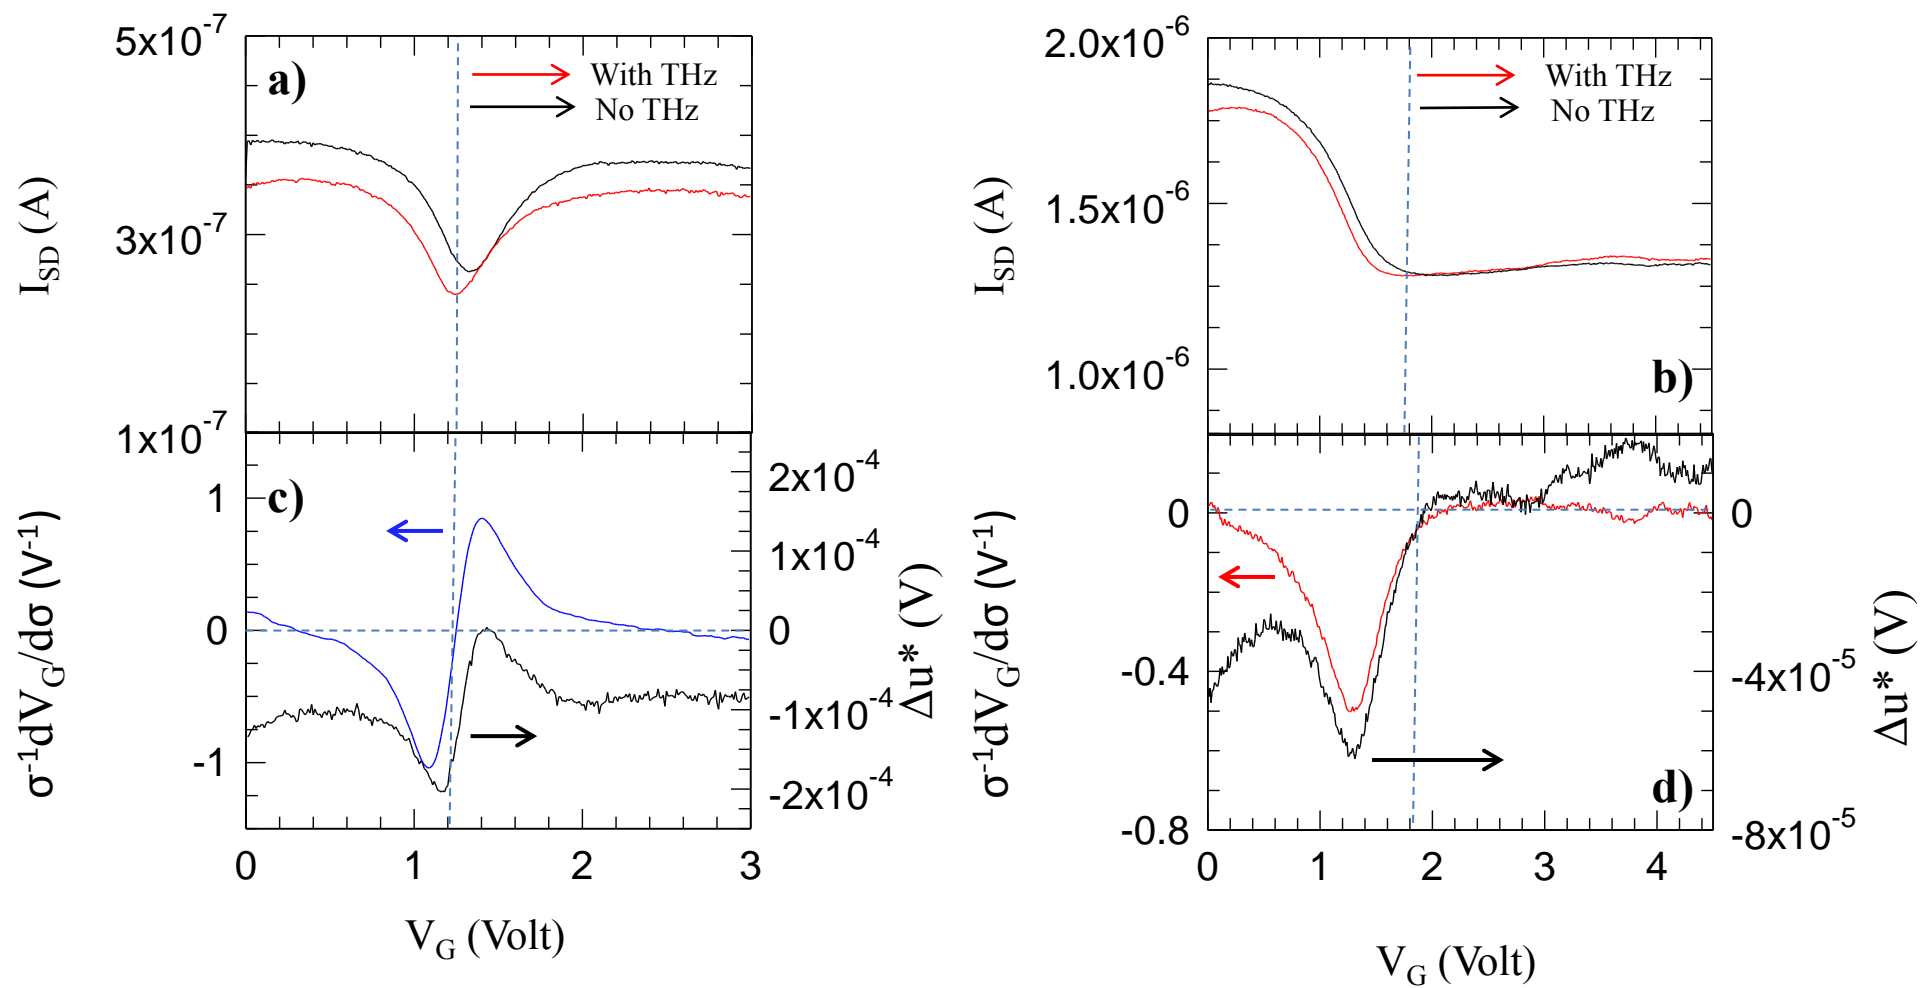 5x10-7
3x10-7
1x10-7
ISD (A)
a)
With THz
No THz
2.0x10-6
1.5x10-6
1.0x10-6
ISD (A)
With THz
No THz
b)
1
0
-1
σ-1dVG/dσ (V-1)
c)
2x10-4
1x10-4
0
-1x10-4
-2x10-4
Δu* (V)
0 1 2 3
VG (Volt)
0
-0.4
-0.8
σ-1dVG/dσ (V-1)
d)
0
-4x10-5
-8x10-5
Δu* (V)
0 1 2 3 4
VG (Volt)